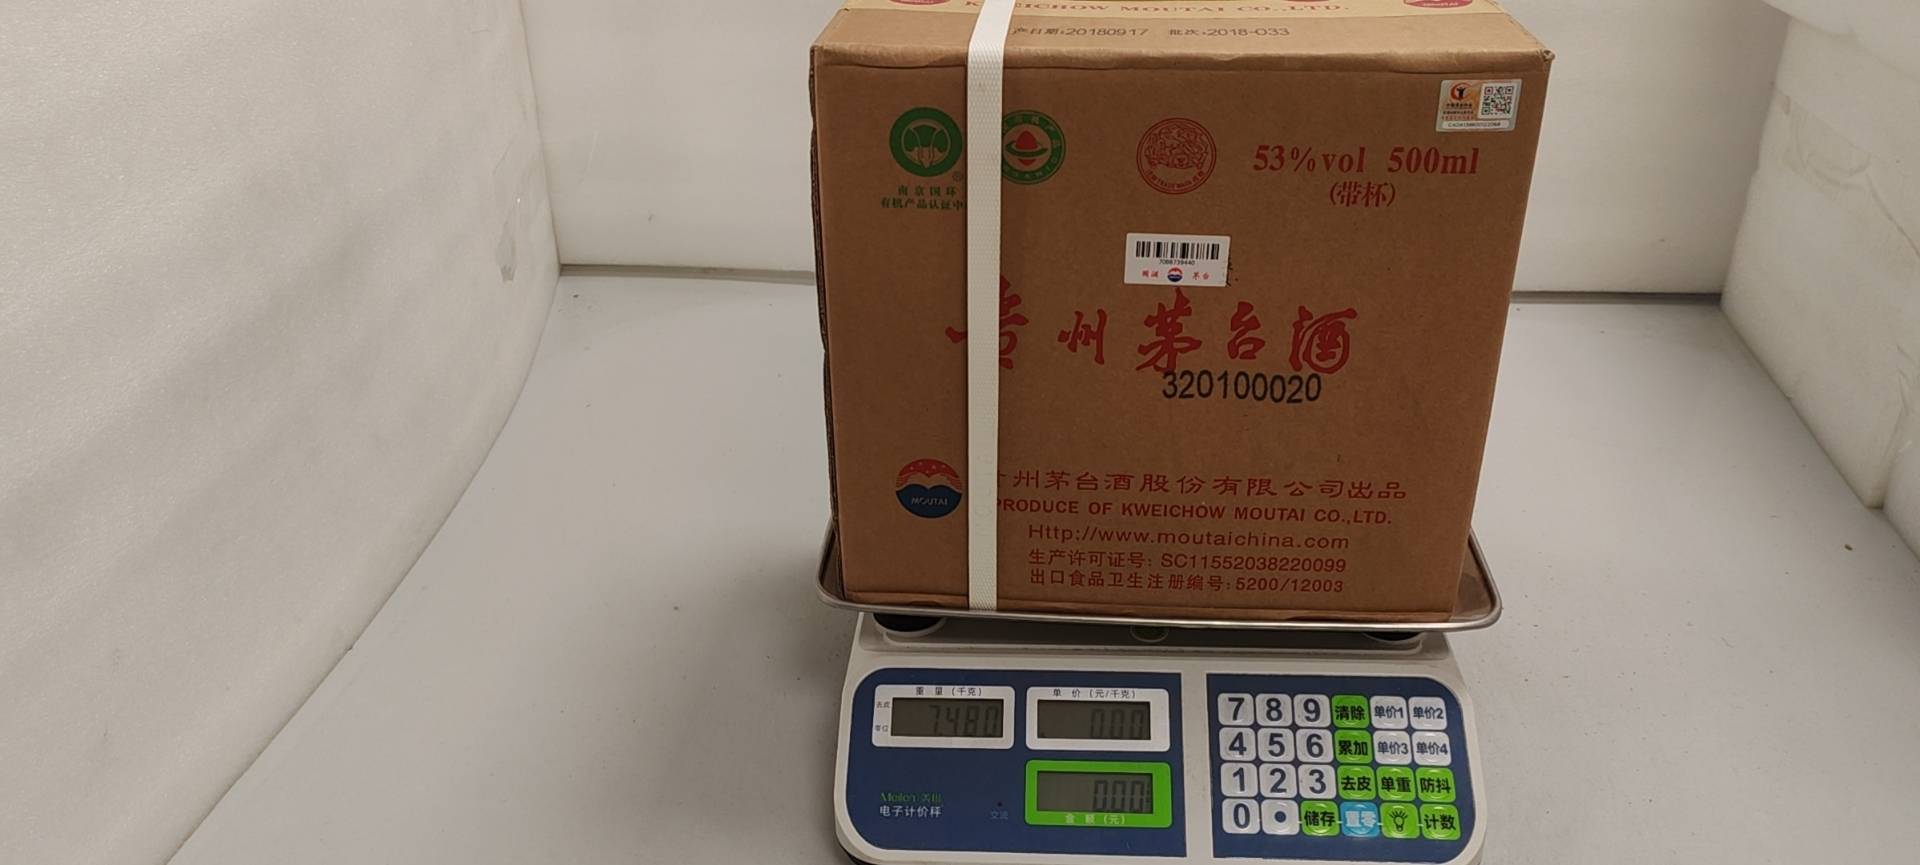 KWEICHOW MOUTAI CO.,LTD.
产日期:20180917 批次:2018-033
53%vol 500ml
(带杯)
南京国环
有机产品认证中
7086739440
茅台
贵州茅台酒
320100020
MOUTAI
州茅台酒股份有限公司出品
PRODUCE OF KWEICHOW MOUTAI CO.,LTD.
Http://www.moutaichina.com
生产许可证号: SC11552038220099
出口食品卫生注册编号:5200/12003
重量(千克) 单价(元/千克)
7.480 0.00
0.00
金额(元)
电子计价秤
交流
7 8 9 清除 单价1 单价2
4 5 6 累加 单价3 单价4
1 2 3 去皮 单重 防抖
0 储存 置零 计数